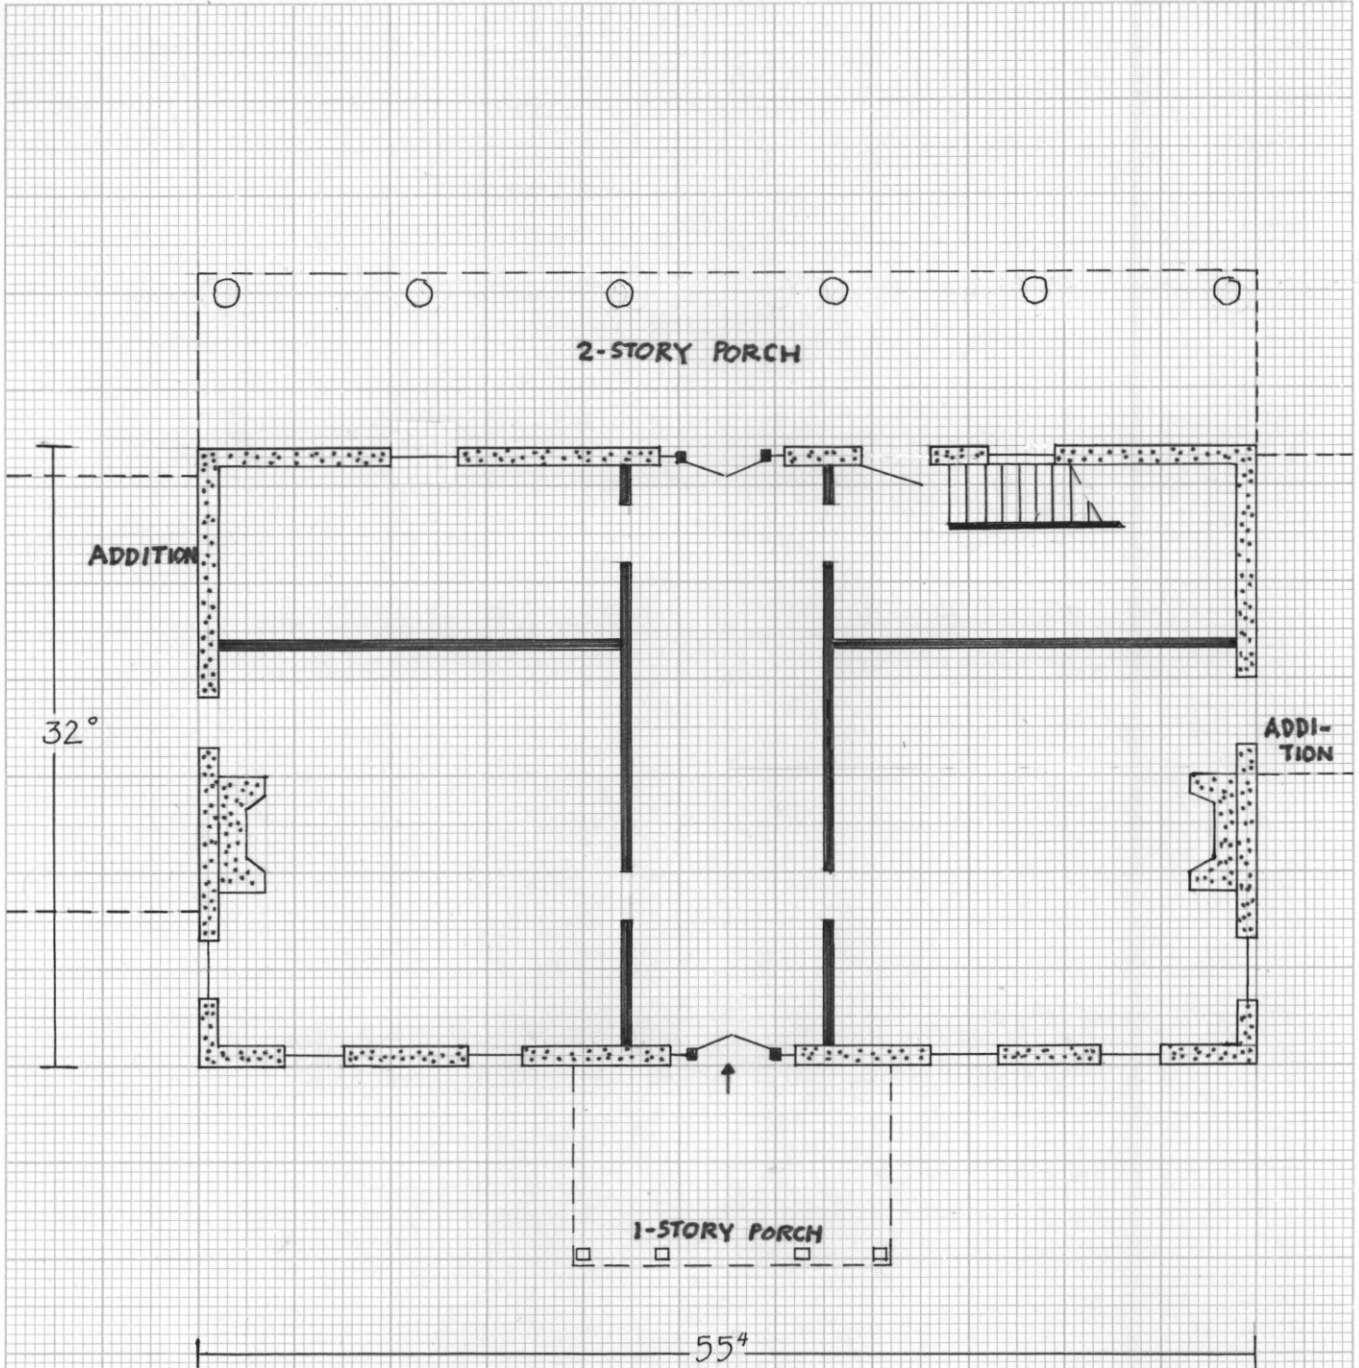 2-STORY PORCH
ADDITION
32°
ADDI-
TION
1-STORY PORCH
55⁴